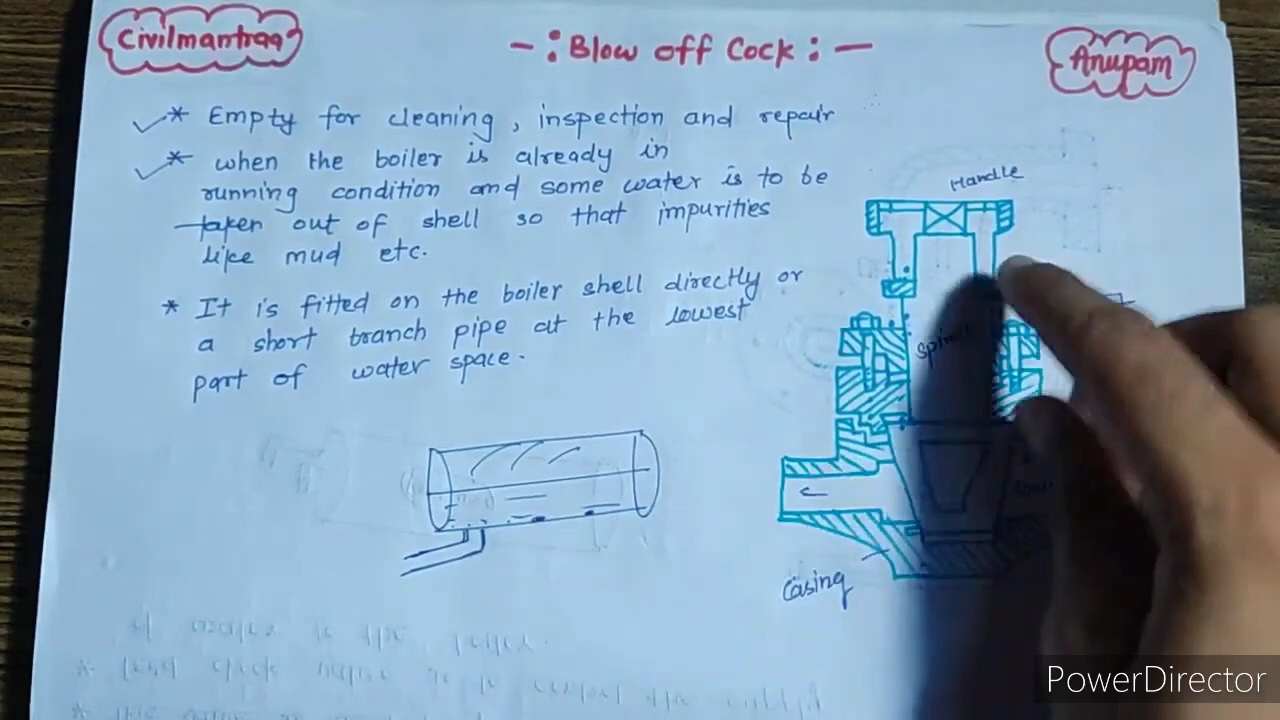 Civilmantraa
-: Blow off Cock :-
Anupam
* Empty for cleaning, inspection and repair
* when the boiler is already in
running condition and some water is to be
taken out of shell so that impurities
like mud etc.
* It is fitted on the boiler shell directly or
a short branch pipe at the lowest
part of water space.
Handle
Casing
PowerDirector